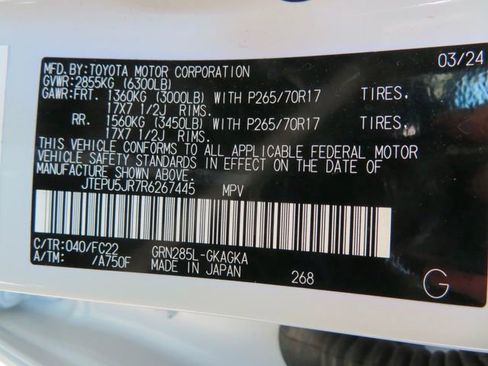 MFD.BY:TOYOTA MOTOR CORPORATION 03/24
GVWR:2855KG (6300LB)
GAWR:FRT. 1360KG (3000LB) WITH P265/70R17 TIRES.
17X7 1/2J RIMS.
RR. 1560KG (3450LB) WITH P265/70R17 TIRES.
17X7 1/2J RIMS.
THIS VEHICLE CONFORMS TO ALL APPLICABLE FEDERAL MOTOR
VEHICLE SAFETY STANDARDS IN EFFECT ON THE DATE OF
MANUFACTURE SHOWN ABOVE.
JTEPU5JR7R6267445 MPV
C/TR:040/FC22 GRN285L-GKAGKA
A/TM: /A750F MADE IN JAPAN 268 G